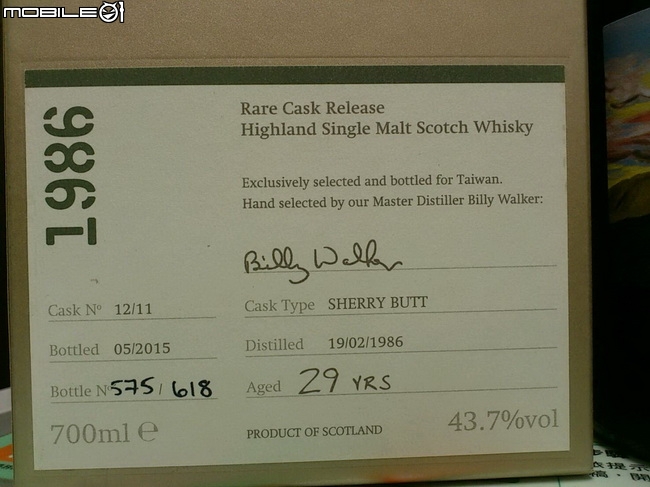 MOBILE01
1986
Rare Cask Release
Highland Single Malt Scotch Whisky
Exclusively selected and bottled for Taiwan.
Hand selected by our Master Distiller Billy Walker:
Billy Walker
Cask Nº 12/11
Cask Type SHERRY BUTT
Bottled 05/2015
Distilled 19/02/1986
Bottle Nº 575 / 618
Aged 29 YRS
700ml ℮
PRODUCT OF SCOTLAND
43.7%vol